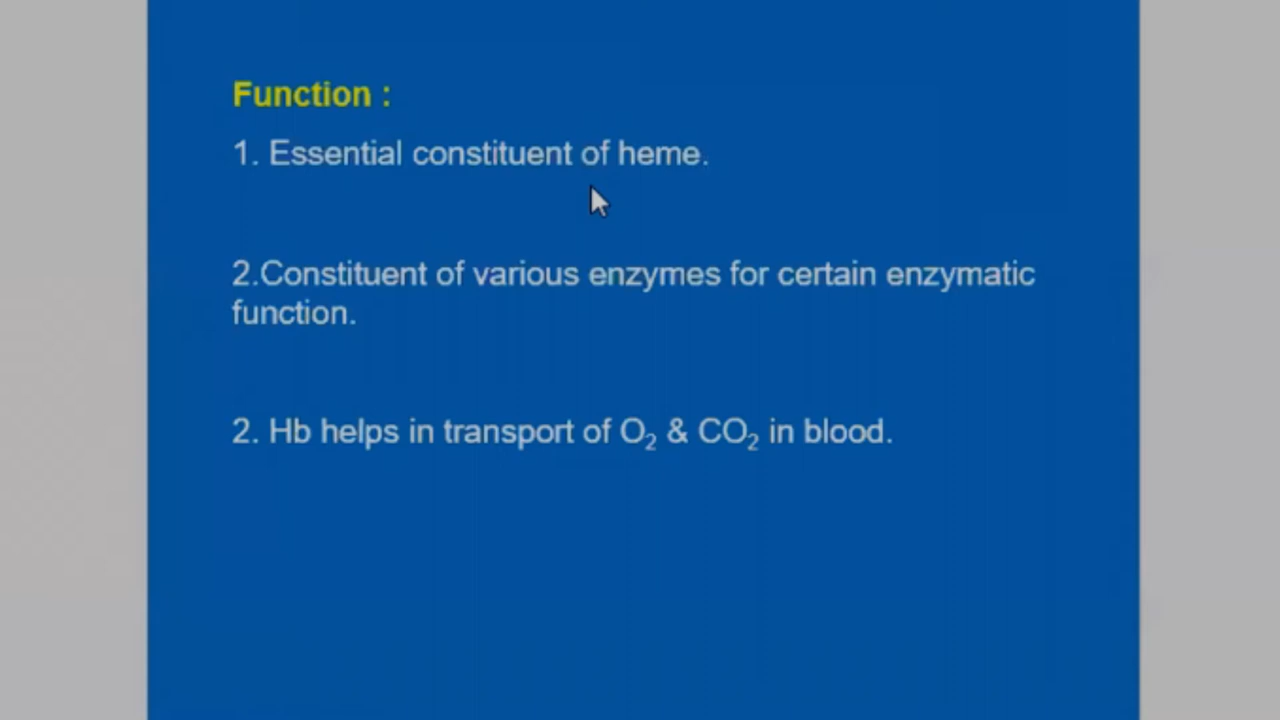 Function :
1. Essential constituent of heme.
2.Constituent of various enzymes for certain enzymatic
function.
2. Hb helps in transport of O₂ & CO₂ in blood.